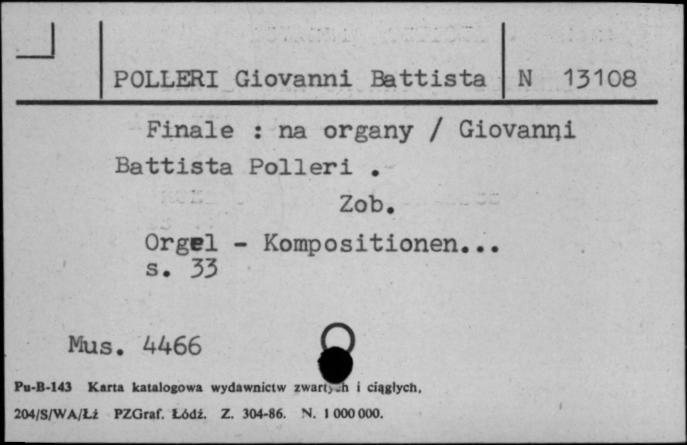 POLLERI Giovanni Battista N 13108
Finale : na organy / Giovanni
Battista Polleri .
Zob.
Orgel - Kompositionen...
s. 33
Mus. 4466
Pu-B-143 Karta katalogowa wydawnictw zwartych i ciągłych,
204/S/WA/Łż PZGraf. Łódź. Z. 304-86. N. 1 000 000.